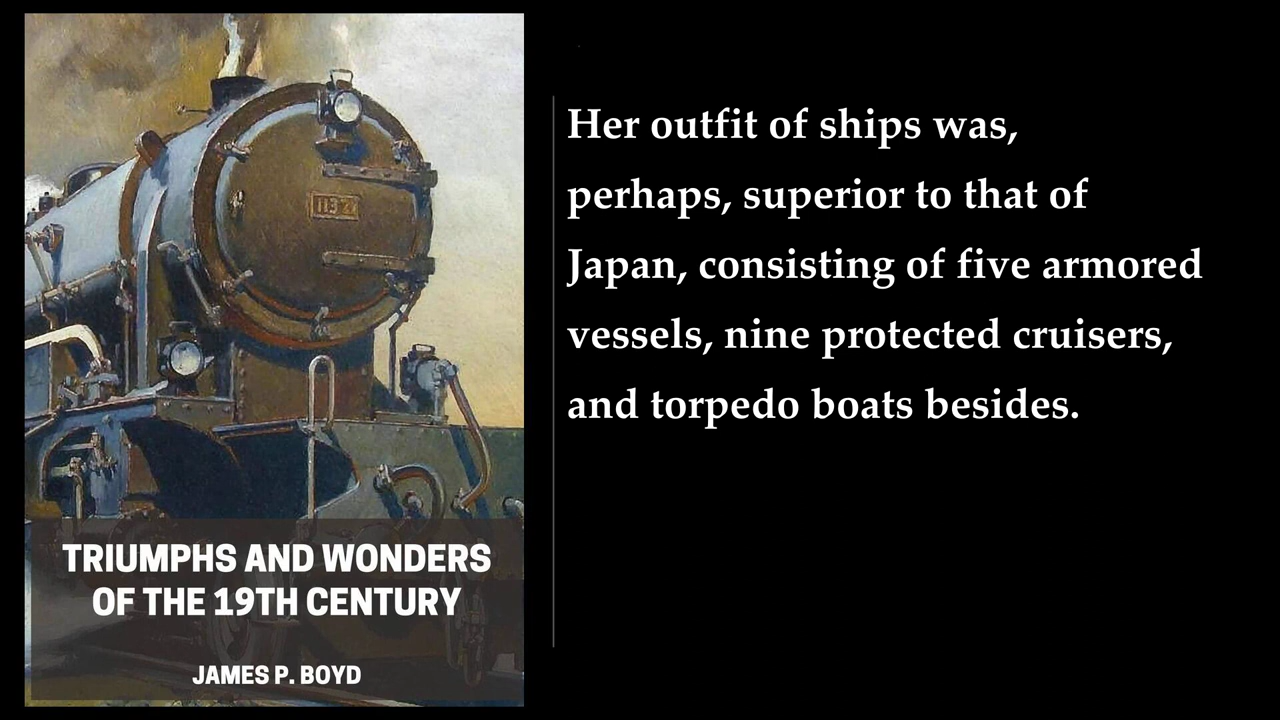 Her outfit of ships was,
perhaps, superior to that of
Japan, consisting of five armored
vessels, nine protected cruisers,
and torpedo boats besides.
TRIUMPHS AND WONDERS
OF THE 19TH CENTURY
JAMES P. BOYD